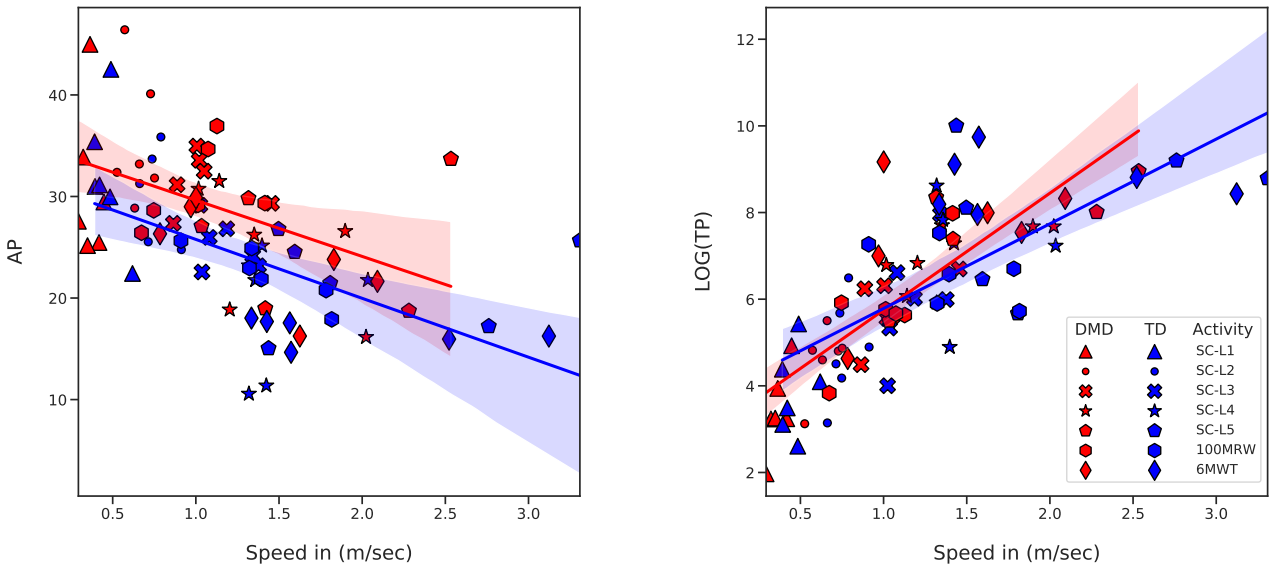 AP
40
30
20
10
0.5 1.0 1.5 2.0 2.5 3.0
Speed in (m/sec)
LOG(TP)
12
10
8
6
4
2
0.5 1.0 1.5 2.0 2.5 3.0
Speed in (m/sec)
DMD TD Activity
SC-L1
SC-L2
SC-L3
SC-L4
SC-L5
100MRW
6MWT